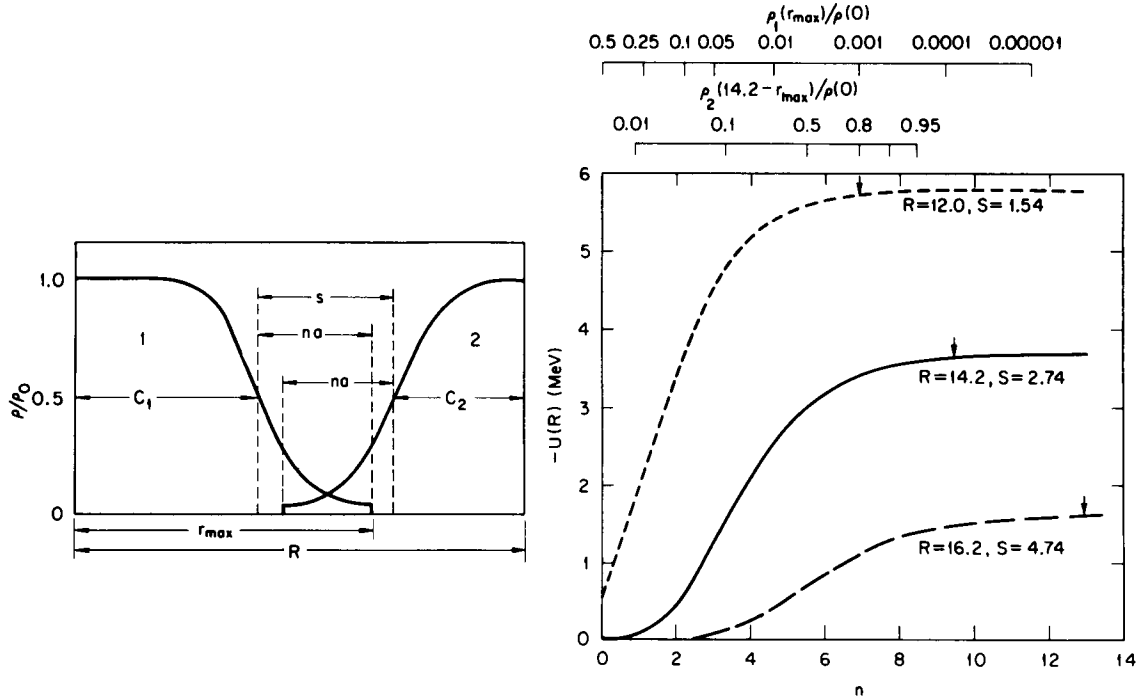 1.0
0.5
0
ρ/ρ₀
1
2
s
na
na
C₁
C₂
r_max
R
ρ₁(r_max)/ρ(0)
0.5 0.25 0.1 0.05 0.01 0.001 0.0001 0.00001
ρ₂(14.2-r_max)/ρ(0)
0.01 0.1 0.5 0.8 0.95
6
5
4
3
2
1
0
-U(R) (MeV)
R=12.0, S=1.54
R=14.2, S=2.74
R=16.2, S=4.74
0 2 4 6 8 10 12 14
n